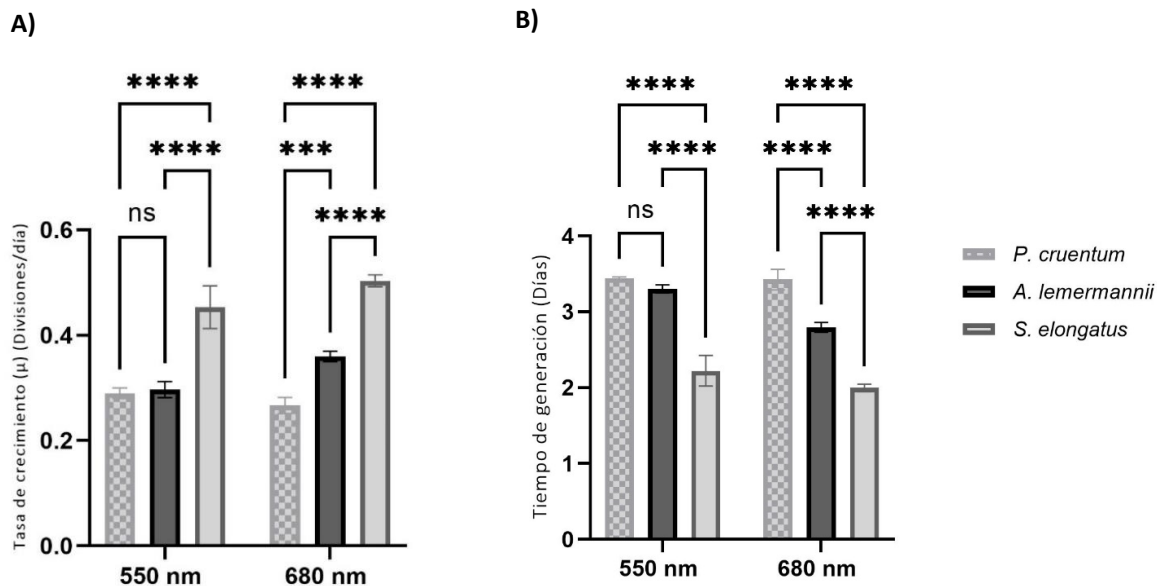 A)
**** ****
**** ***
ns ****
Tasa de crecimiento (μ) (Divisiones/día)
0.6
0.4
0.2
0.0
550 nm 680 nm
B)
**** ****
**** ****
ns ****
Tiempo de generación (Días)
4
3
2
1
0
550 nm 680 nm
P. cruentum
A. lemermannii
S. elongatus